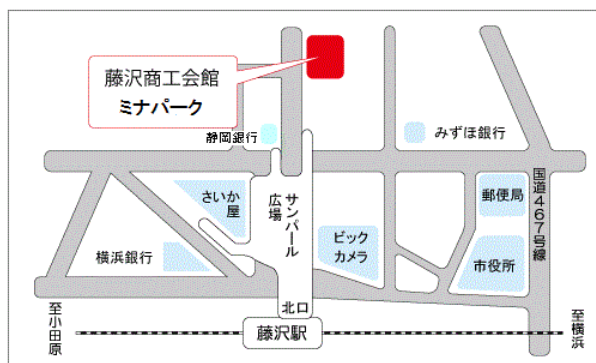 藤沢商工会館
ミナパーク
静岡銀行
みずほ銀行
さいか
屋
サンパール
広場
国道467号線
郵便局
ビック
カメラ
横浜銀行
市役所
北口
至小田原
藤沢駅
至横浜